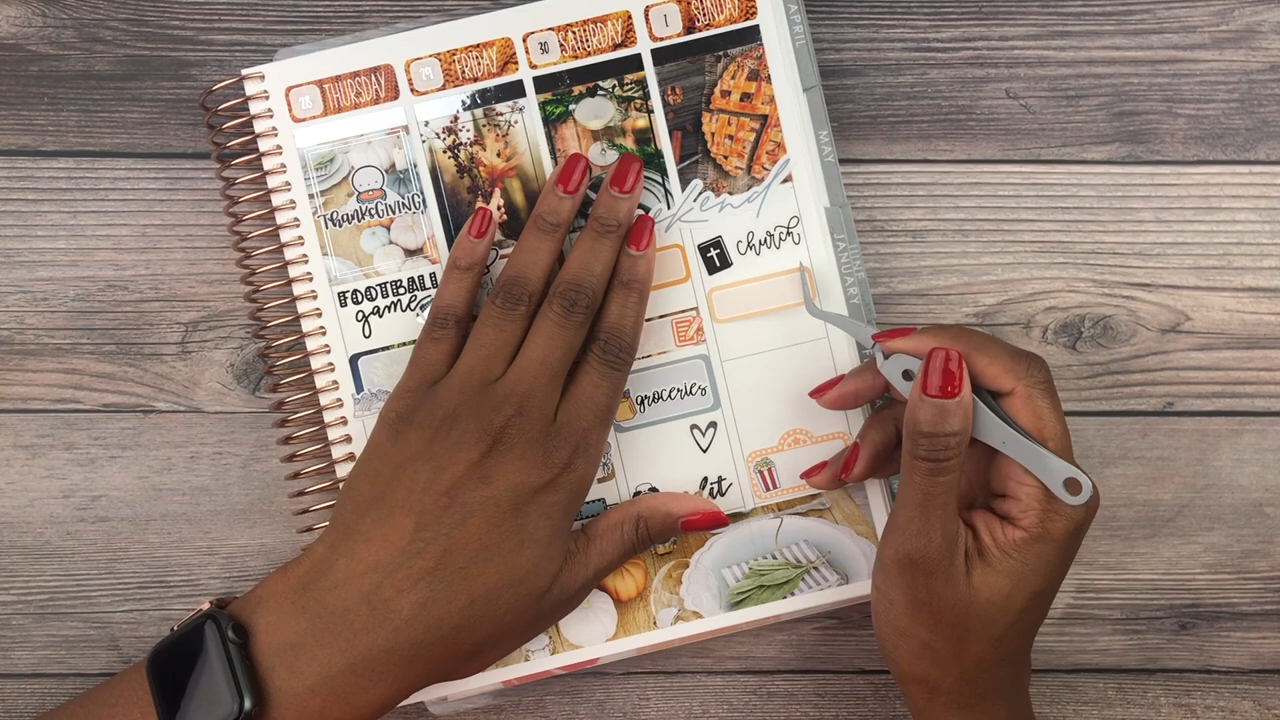 28 THURSDAY
29 FRIDAY
30 SATURDAY
1 SUNDAY
APRIL
MAY
JUNE
JANUARY
THANKSGIVING
church
FOOTBALL
game
groceries